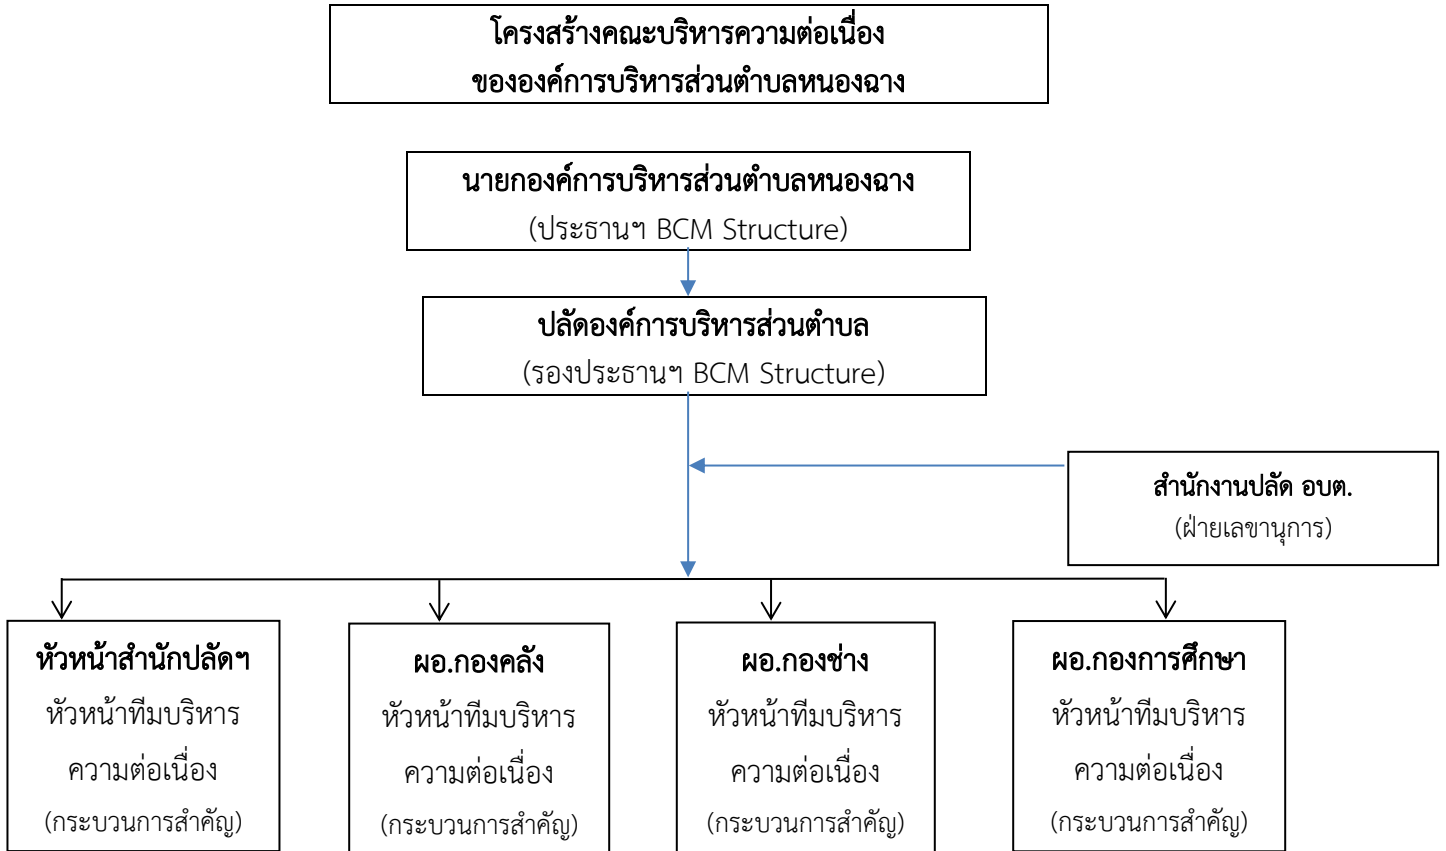 โครงสร้างคณะบริหารความต่อเนื่อง
ขององค์การบริหารส่วนตำบลหนองฉาง
นายกองค์การบริหารส่วนตำบลหนองฉาง
(ประธานฯ BCM Structure)
ปลัดองค์การบริหารส่วนตำบล
(รองประธานฯ BCM Structure)
สำนักงานปลัด อบต.
(ฝ่ายเลขานุการ)
หัวหน้าสำนักปลัดฯ
หัวหน้าทีมบริหาร
ความต่อเนื่อง
(กระบวนการสำคัญ)
ผอ.กองคลัง
หัวหน้าทีมบริหาร
ความต่อเนื่อง
(กระบวนการสำคัญ)
ผอ.กองช่าง
หัวหน้าทีมบริหาร
ความต่อเนื่อง
(กระบวนการสำคัญ)
ผอ.กองการศึกษา
หัวหน้าทีมบริหาร
ความต่อเนื่อง
(กระบวนการสำคัญ)